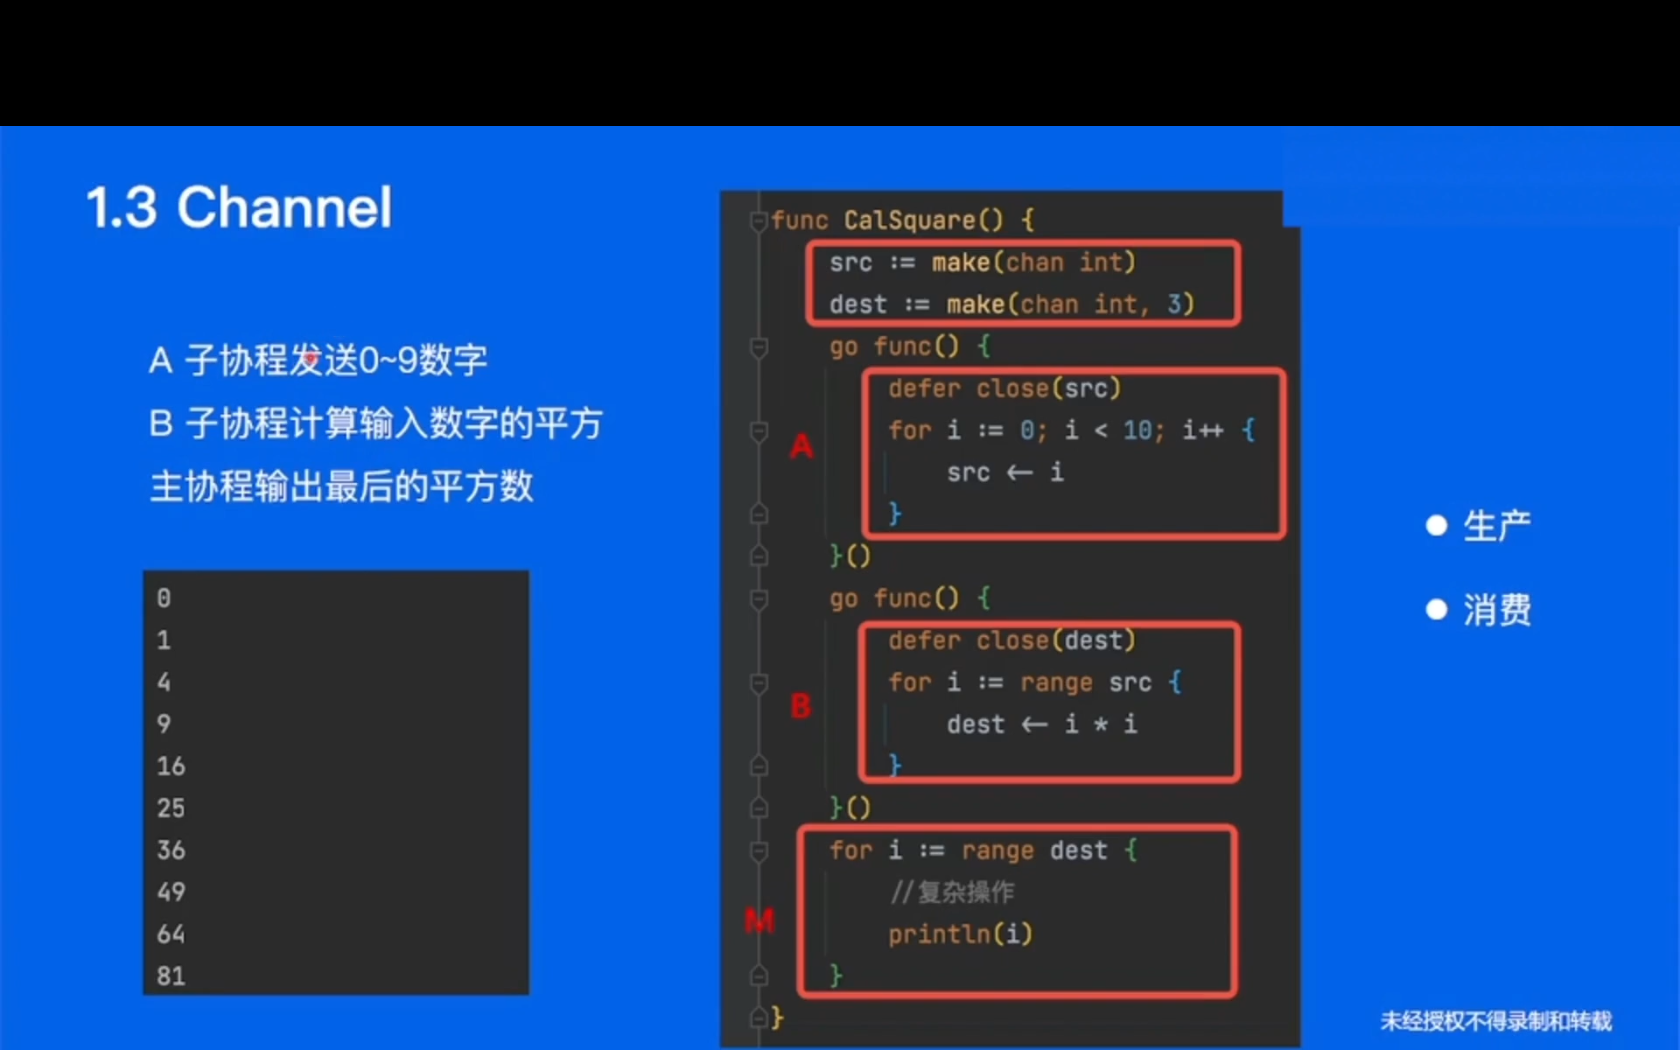 1.3 Channel
A 子协程发送0~9数字
B 子协程计算输入数字的平方
主协程输出最后的平方数
0
1
4
9
16
25
36
49
64
81
func CalSquare() {
src := make(chan int)
dest := make(chan int, 3)
go func() {
A
defer close(src)
for i := 0; i < 10; i++ {
src <- i
}
}()
go func() {
B
defer close(dest)
for i := range src {
dest <- i * i
}
}()
M
for i := range dest {
//复杂操作
println(i)
}
}
生产
消费
未经授权不得录制和转载